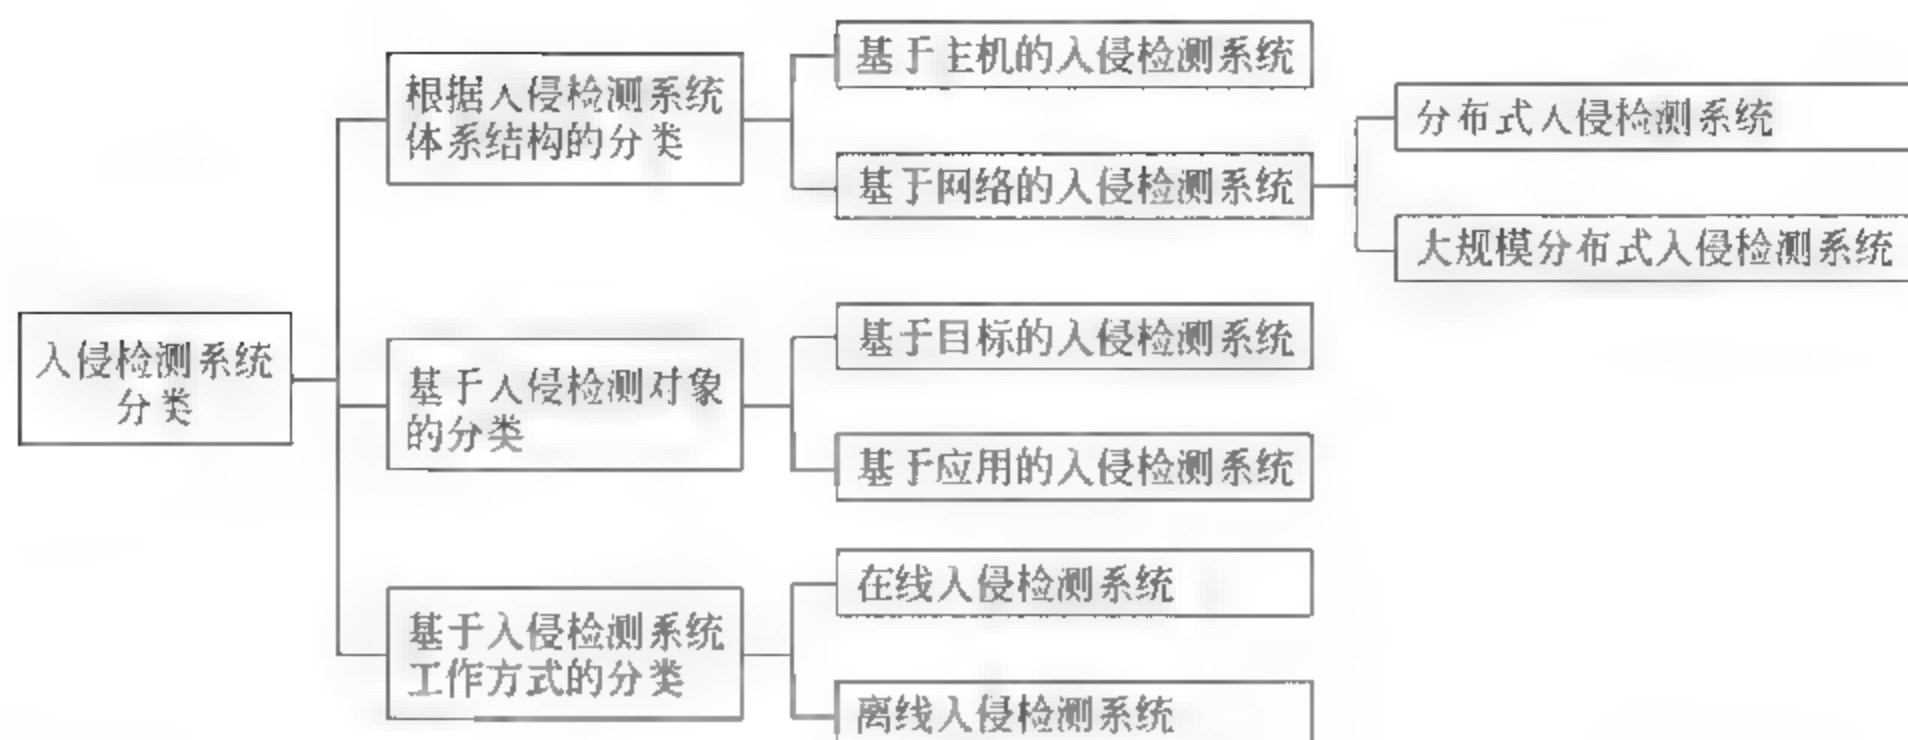 入侵检测系统
分类
根据入侵检测系统
体系结构的分类
基于主机的入侵检测系统
基于网络的入侵检测系统
分布式入侵检测系统
大规模分布式入侵检测系统
基于入侵检测对象
的分类
基于目标的入侵检测系统
基于应用的入侵检测系统
基于入侵检测系统
工作方式的分类
在线入侵检测系统
离线入侵检测系统